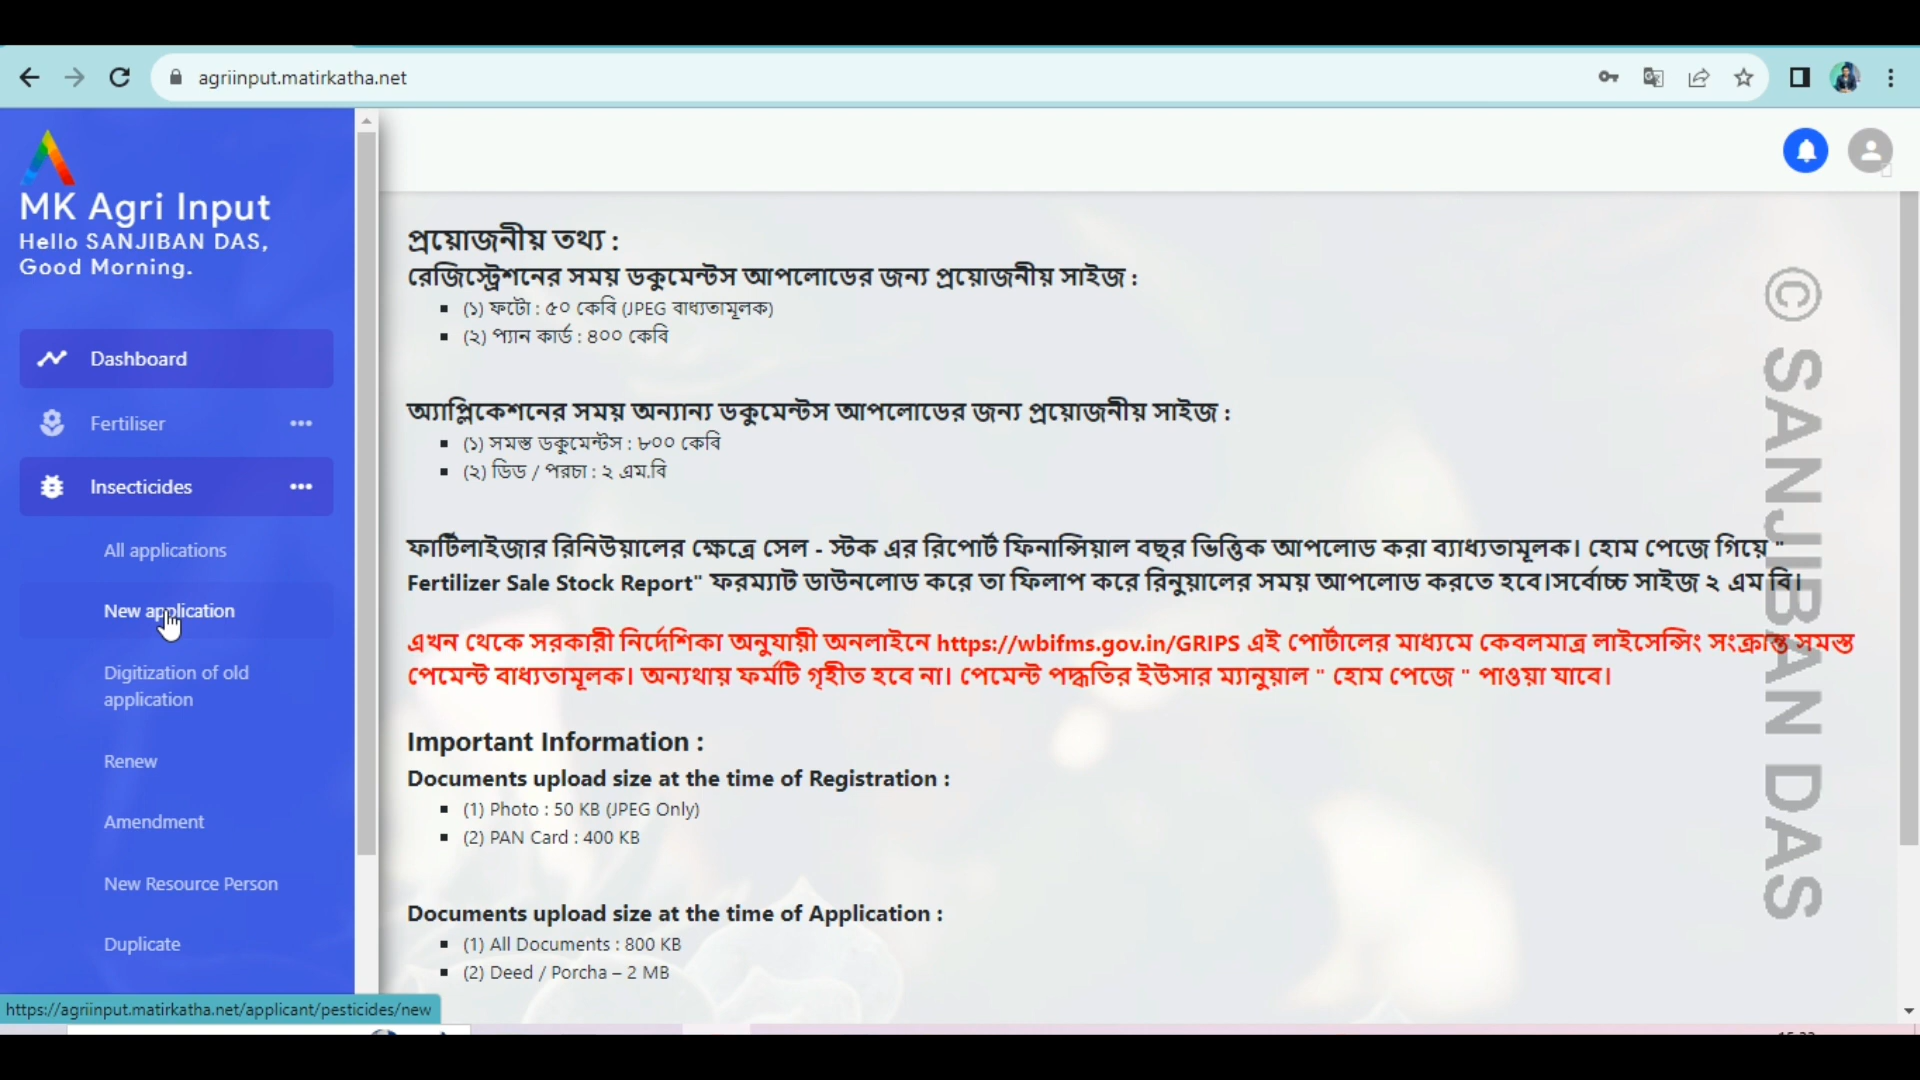 agriinput.matirkatha.net
MK Agri Input
Hello SANJIBAN DAS,
Good Morning.
Dashboard
Fertiliser
Insecticides
All applications
New application
Digitization of old
application
Renew
Amendment
New Resource Person
Duplicate
https://agriinput.matirkatha.net/applicant/pesticides/new
প্রয়োজনীয় তথ্য :
রেজিস্ট্রেশনের সময় ডকুমেন্টস আপলোডের জন্য প্রয়োজনীয় সাইজ :
(১) ফটো : ৫০ কেবি (JPEG বাধ্যতামূলক)
(২) প্যান কার্ড : ৪০০ কেবি
অ্যাপ্লিকেশনের সময় অন্যান্য ডকুমেন্টস আপলোডের জন্য প্রয়োজনীয় সাইজ :
(১) সমস্ত ডকুমেন্টস : ৮০০ কেবি
(২) ডিড / পরচা : ২ এম.বি
ফার্টিলাইজার রিনিউয়ালের ক্ষেত্রে সেল - স্টক এর রিপোর্ট ফিনান্সিয়াল বছর ভিত্তিক আপলোড করা ব্যাধ্যতামূলক। হোম পেজে গিয়ে "
Fertilizer Sale Stock Report" ফরম্যাট ডাউনলোড করে তা ফিলাপ করে রিনুয়ালের সময় আপলোড করতে হবে।সর্বোচ্চ সাইজ ২ এম বি।
এখন থেকে সরকারী নির্দেশিকা অনুযায়ী অনলাইনে https://wbifms.gov.in/GRIPS এই পোর্টালের মাধ্যমে কেবলমাত্র লাইসেন্সিং সংক্রান্ত সমস্ত
পেমেন্ট বাধ্যতামূলক। অন্যথায় ফর্মটি গৃহীত হবে না। পেমেন্ট পদ্ধতির ইউসার ম্যানুয়াল " হোম পেজে " পাওয়া যাবে।
Important Information :
Documents upload size at the time of Registration :
(1) Photo : 50 KB (JPEG Only)
(2) PAN Card : 400 KB
Documents upload size at the time of Application :
(1) All Documents : 800 KB
(2) Deed / Porcha – 2 MB
© SANJIBAN DAS